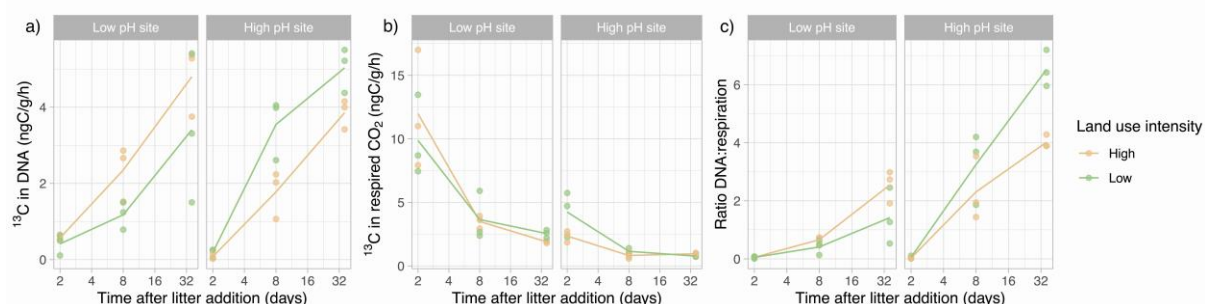 a)
Low pH site
High pH site
¹³C in DNA (ngC/g/h)
4
2
0
2 4 8 16 32 2 4 8 16 32
Time after litter addition (days)
b)
Low pH site
High pH site
¹³C in respired CO₂ (ngC/g/h)
15
10
5
0
2 4 8 16 32 2 4 8 16 32
Time after litter addition (days)
c)
Low pH site
High pH site
Ratio DNA:respiration
6
4
2
0
2 4 8 16 32 2 4 8 16 32
Time after litter addition (days)
Land use intensity
High
Low